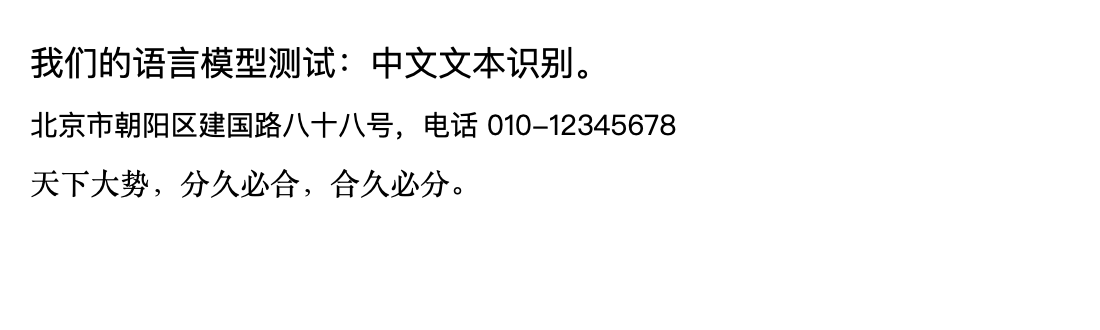 我们的语言模型测试：中文文本识别。
北京市朝阳区建国路八十八号，电话 010-12345678
天下大势，分久必合，合久必分。